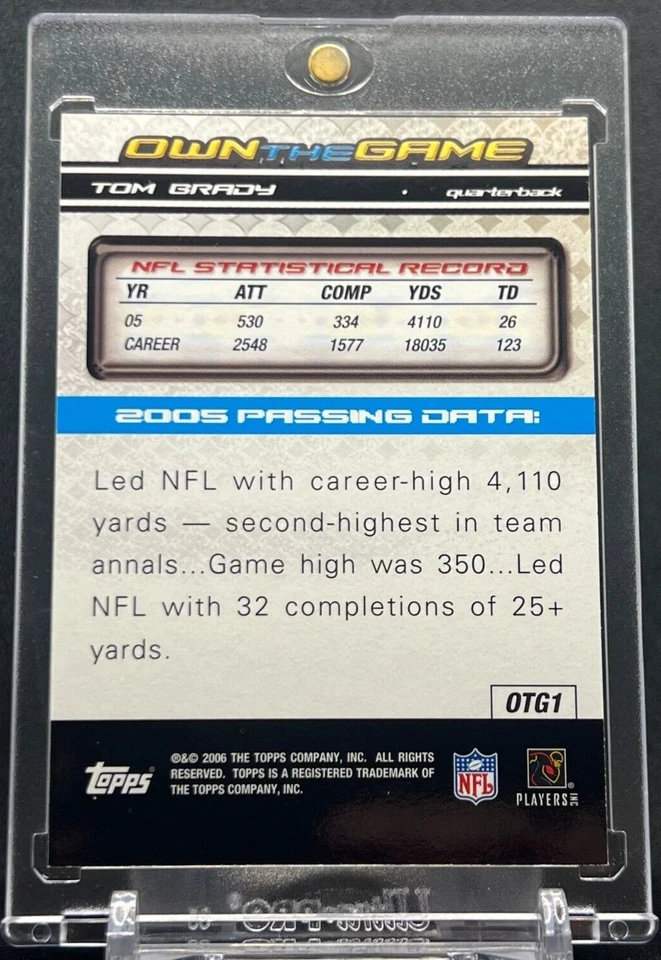 OWN THE GAME
TOM BRADY • quarterback
NFL STATISTICAL RECORD
YR ATT COMP YDS TD
05 530 334 4110 26
CAREER 2548 1577 18035 123
2005 PASSING DATA:
Led NFL with career-high 4,110
yards — second-highest in team
annals...Game high was 350...Led
NFL with 32 completions of 25+
yards.
OTG1
topps ®&© 2006 THE TOPPS COMPANY, INC. ALL RIGHTS
RESERVED. TOPPS IS A REGISTERED TRADEMARK OF
THE TOPPS COMPANY, INC.
NFL
PLAYERS INC ®